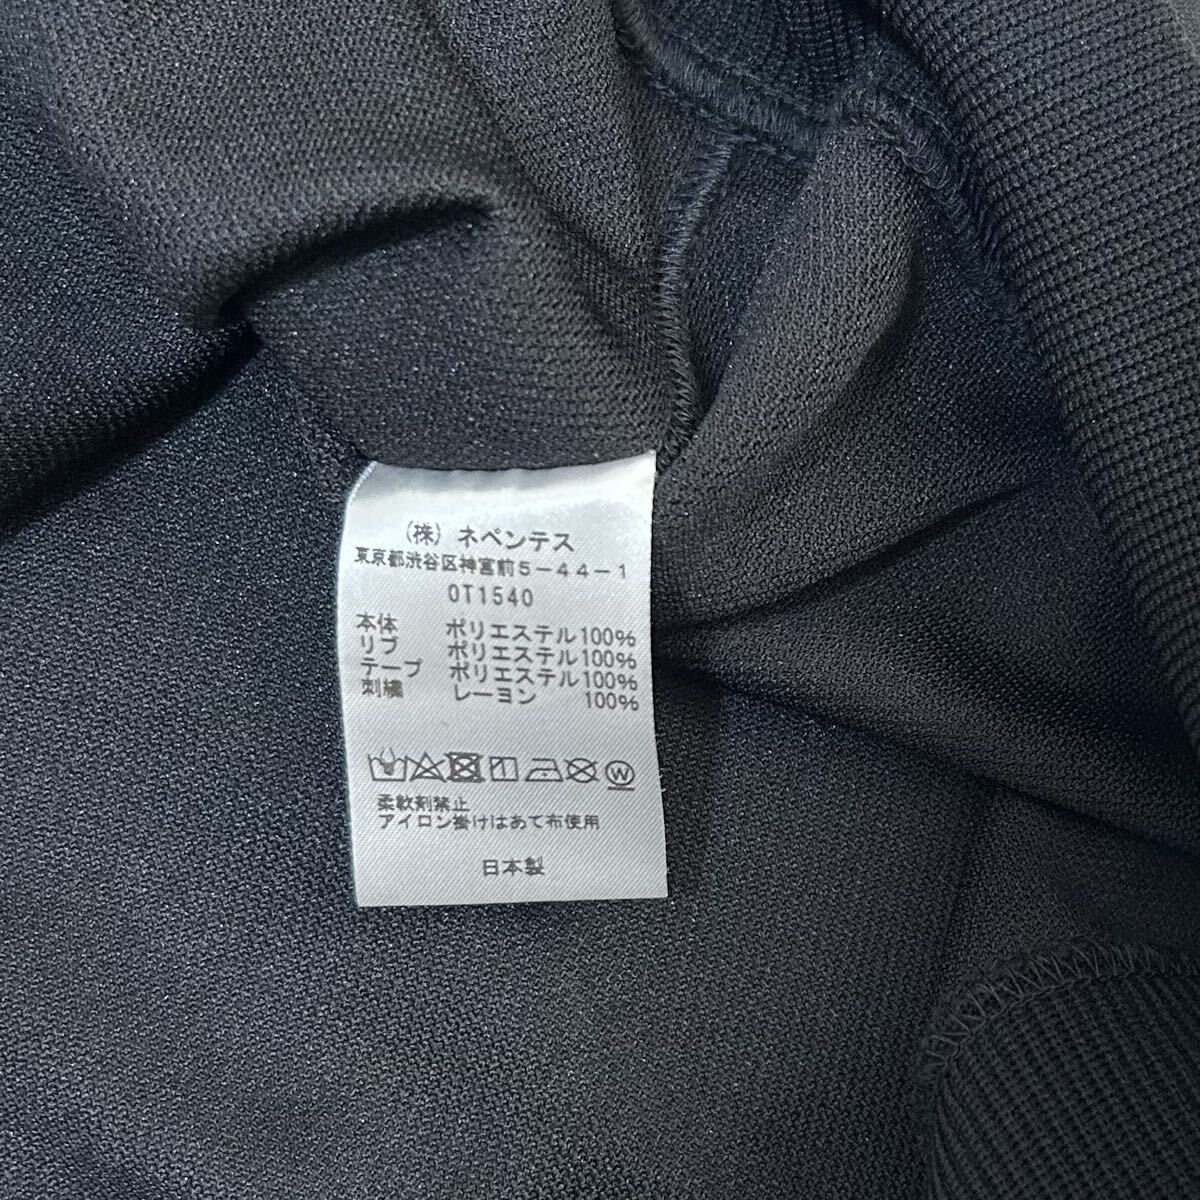 (株) ネペンテス
東京都渋谷区神宮前5-44-1
0T1540
本体 ポリエステル100%
リブ ポリエステル100%
テープ ポリエステル100%
刺繍 レーヨン 100%
W
柔軟剤禁止
アイロン掛けはあて布使用
日本製